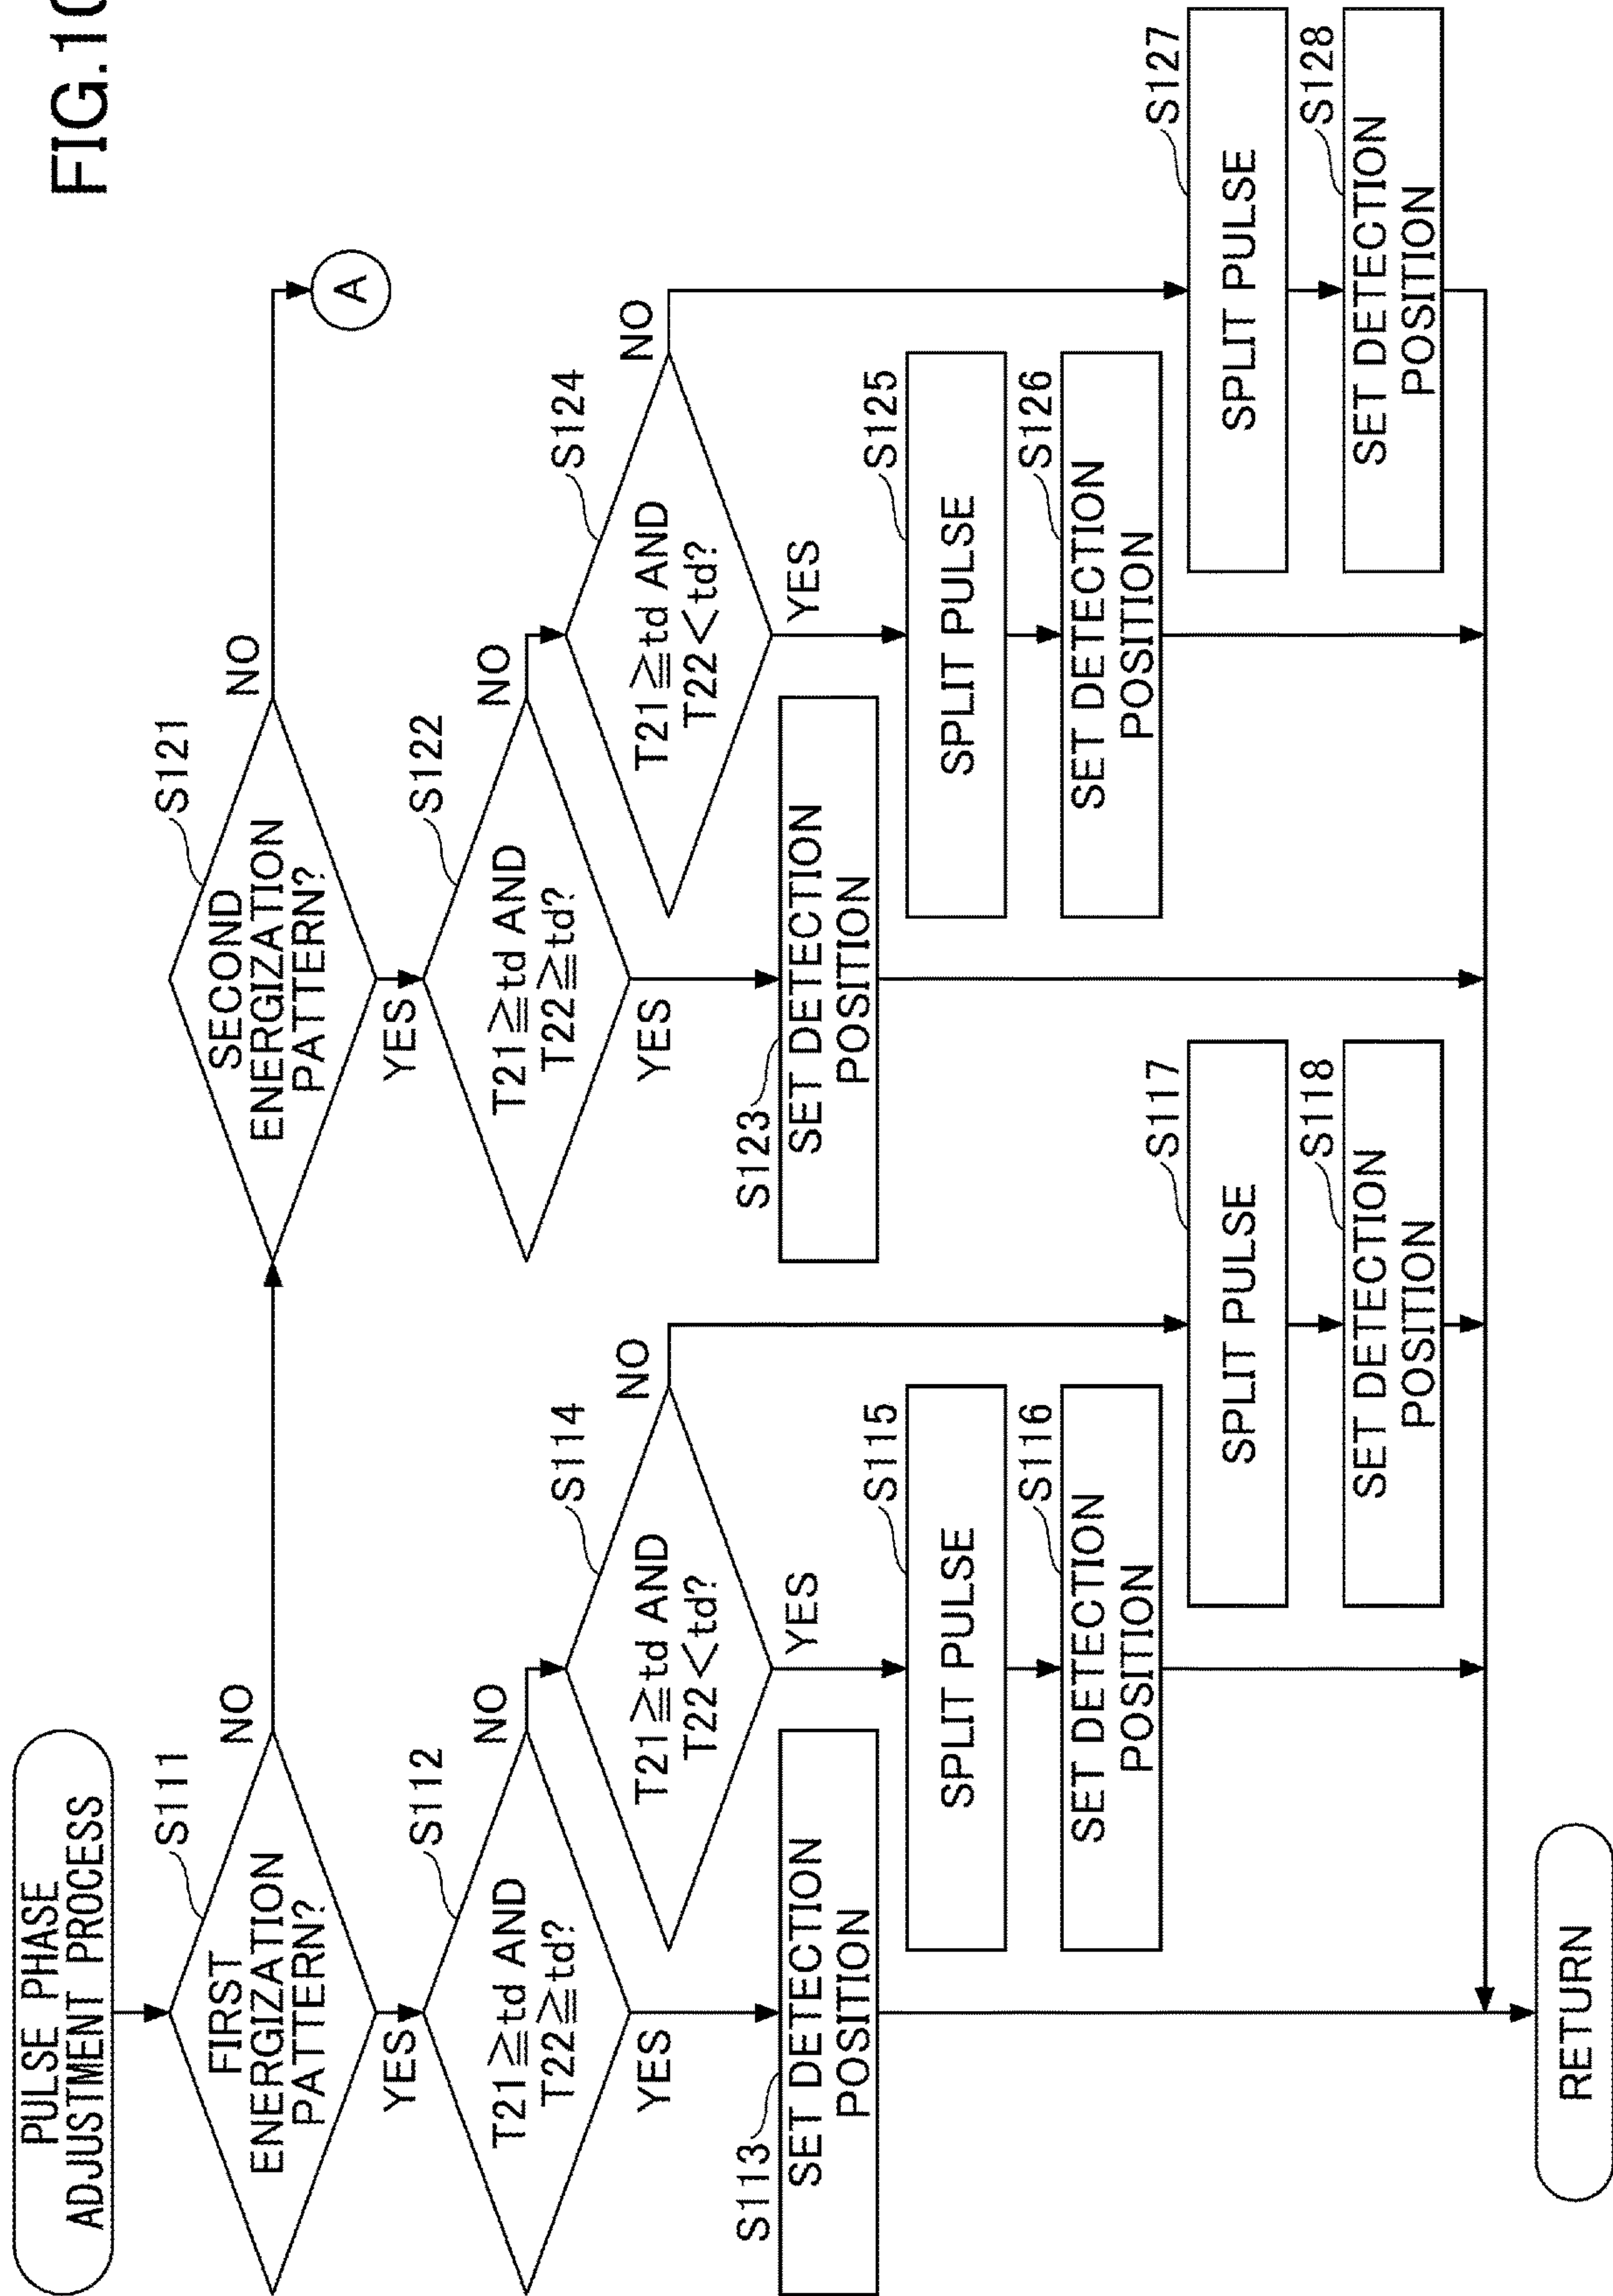 FIG.10
PULSE PHASE
ADJUSTMENT PROCESS
S111
FIRST
ENERGIZATION
PATTERN?
NO
YES
S112
T21≧td AND
T22≧td?
NO
YES
S113
SET DETECTION
POSITION
S114
T21≧td AND
T22<td?
NO
YES
S115
SPLIT PULSE
S116
SET DETECTION
POSITION
S117
SPLIT PULSE
S118
SET DETECTION
POSITION
S121
SECOND
ENERGIZATION
PATTERN?
NO
A
YES
S122
T21≧td AND
T22≧td?
NO
YES
S123
SET DETECTION
POSITION
S124
T21≧td AND
T22<td?
NO
YES
S125
SPLIT PULSE
S126
SET DETECTION
POSITION
S127
SPLIT PULSE
S128
SET DETECTION
POSITION
RETURN